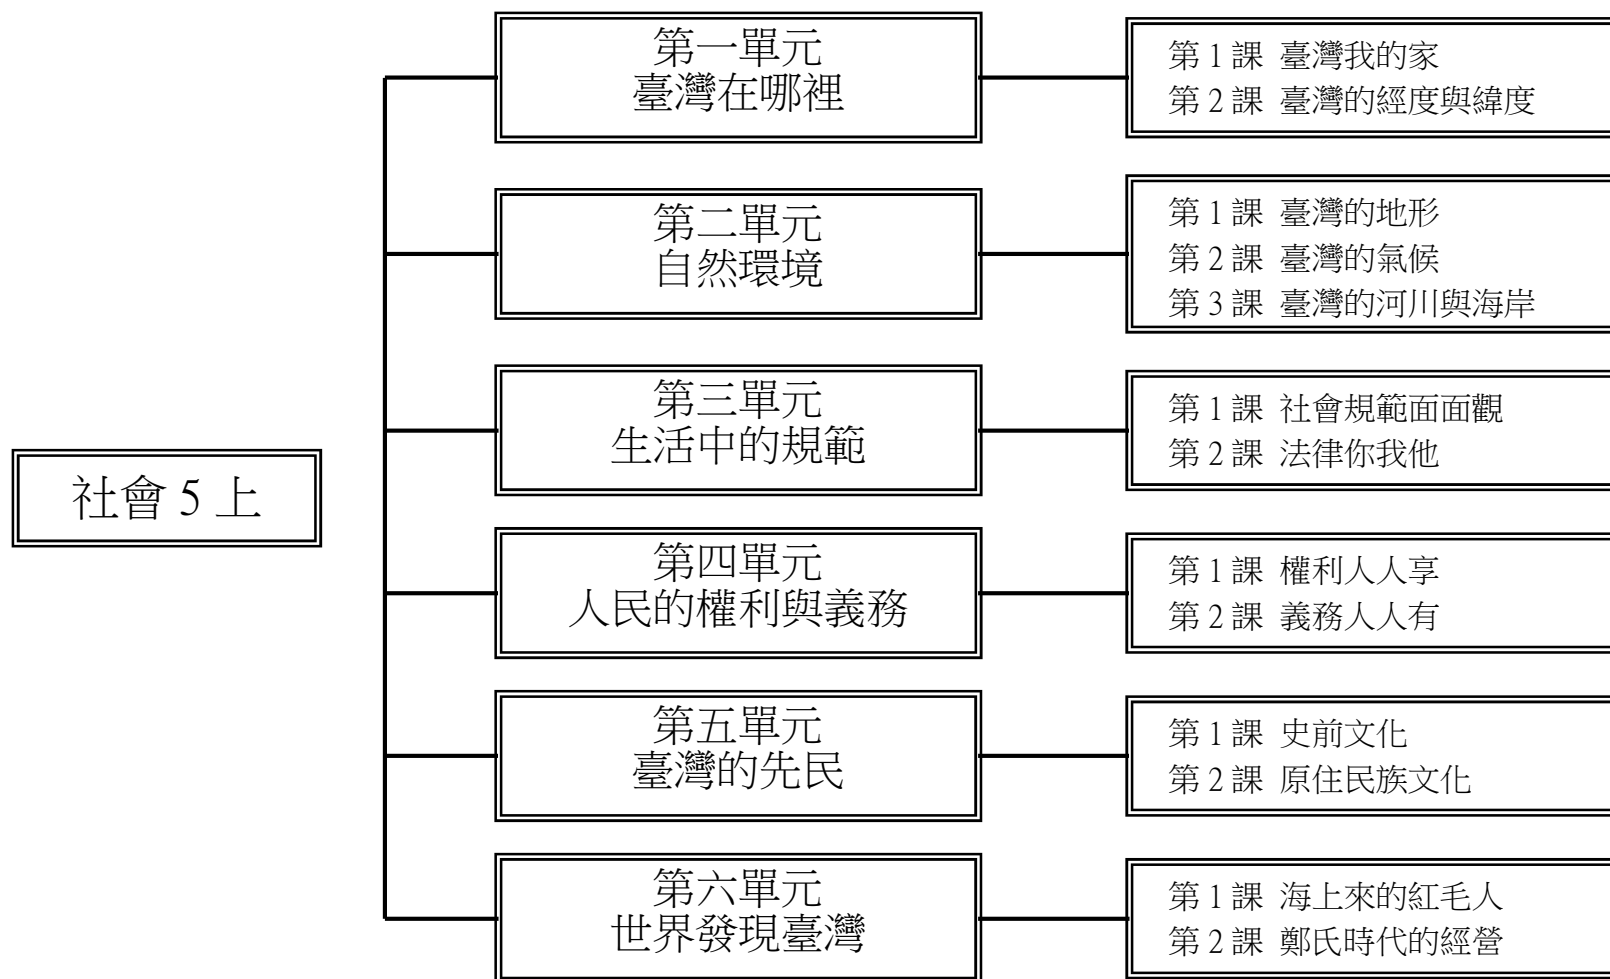 社會 5 上
第一單元
臺灣在哪裡
第 1 課 臺灣我的家
第 2 課 臺灣的經度與緯度
第二單元
自然環境
第 1 課 臺灣的地形
第 2 課 臺灣的氣候
第 3 課 臺灣的河川與海岸
第三單元
生活中的規範
第 1 課 社會規範面面觀
第 2 課 法律你我他
第四單元
人民的權利與義務
第 1 課 權利人人享
第 2 課 義務人人有
第五單元
臺灣的先民
第 1 課 史前文化
第 2 課 原住民族文化
第六單元
世界發現臺灣
第 1 課 海上來的紅毛人
第 2 課 鄭氏時代的經營